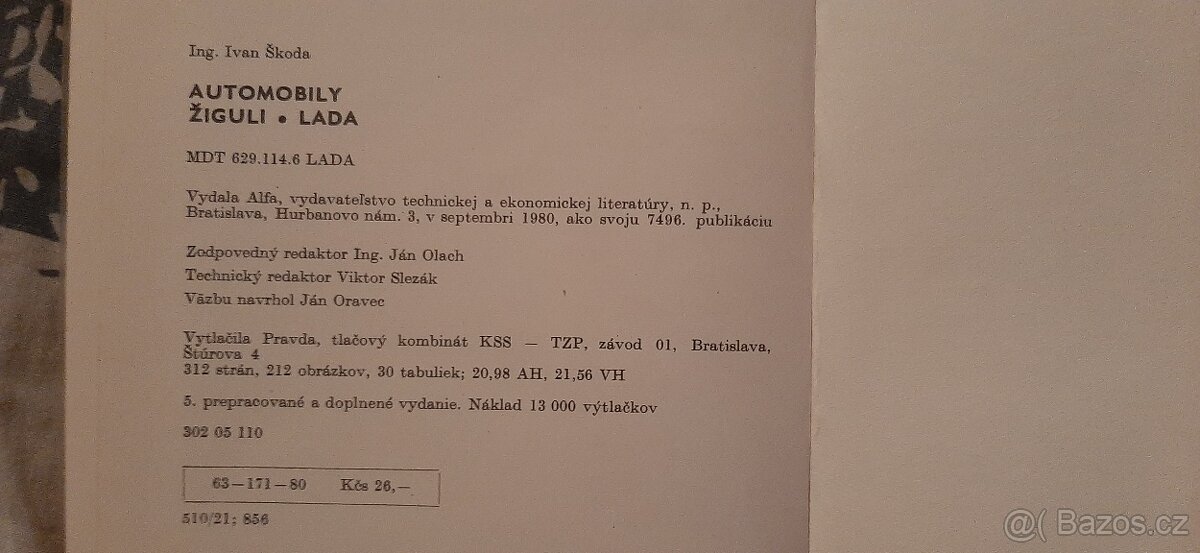 Ing. Ivan Škoda
AUTOMOBILY
ŽIGULI • LADA
MDT 629.114.6 LADA
Vydala Alfa, vydavateľstvo technickej a ekonomickej literatúry, n. p.,
Bratislava, Hurbanovo nám. 3, v septembri 1980, ako svoju 7496. publikáciu
Zodpovedný redaktor Ing. Ján Olach
Technický redaktor Viktor Slezák
Väzbu navrhol Ján Oravec
Vytlačila Pravda, tlačový kombinát KSS — TZP, závod 01, Bratislava,
Štúrova 4
312 strán, 212 obrázkov, 30 tabuliek; 20,98 AH, 21,56 VH
5. prepracované a doplnené vydanie. Náklad 13 000 výtlačkov
302 05 110
63—171—80 Kčs 26,—
510/21; 856
@( Bazos.cz